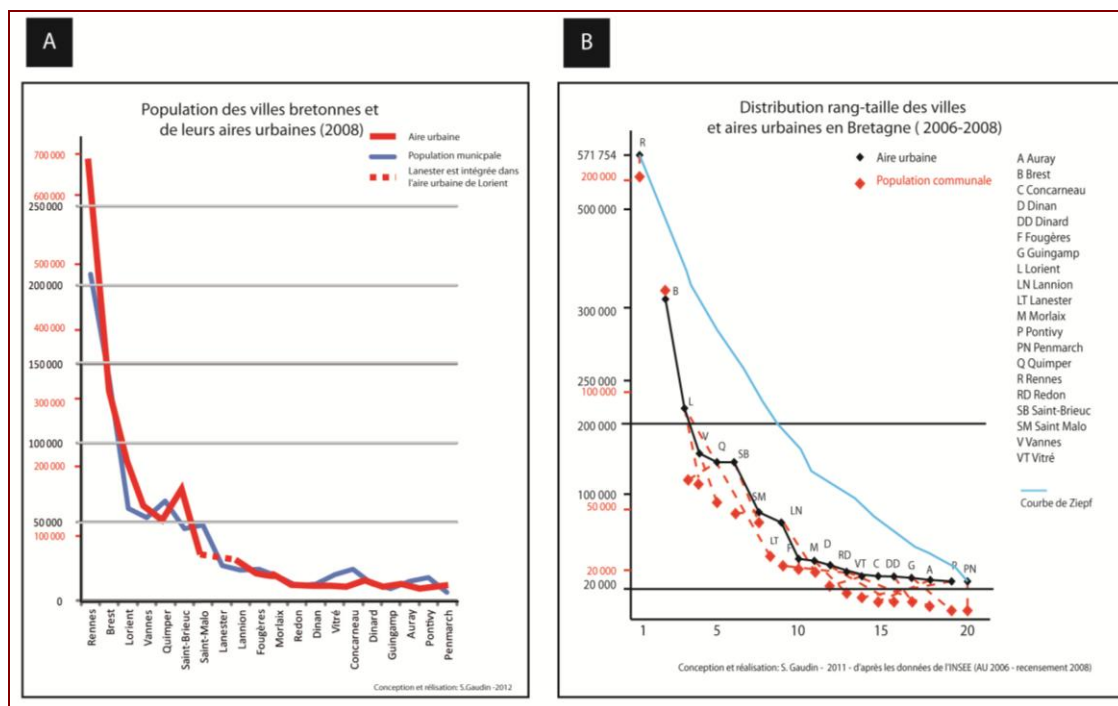 A
Population des villes bretonnes et
de leurs aires urbaines (2008)
Aire urbaine
Population municpale
Lanester est intégrée dans
l'aire urbaine de Lorient
700 000
600 000
250 000
500 000
200 000
400 000
150 000
300 000
100 000
200 000
50 000
100 000
0
Rennes
Brest
Lorient
Vannes
Quimper
Saint-Brieuc
Saint-Malo
Lanester
Lannion
Fougères
Morlaix
Redon
Dinan
Vitré
Concarneau
Dinard
Guingamp
Auray
Pontivy
Penmarch
Conception et rélisation: S.Gaudin -2012
B
Distribution rang-taille des villes
et aires urbaines en Bretagne ( 2006-2008)
Aire urbaine
Population communale
571 754
200 000
500 000
300 000
250 000
100 000
200 000
100 000
50 000
20 000
20 000
R
B
L
V
Q
SB
SM
LN
LT
F
M
D
RD
VT
C
DD
G
A
P
PN
1
5
10
15
20
A Auray
B Brest
C Concarneau
D Dinan
DD Dinard
F Fougères
G Guingamp
L Lorient
LN Lannion
LT Lanester
M Morlaix
P Pontivy
PN Penmarch
Q Quimper
R Rennes
RD Redon
SB Saint-Brieuc
SM Saint Malo
V Vannes
VT Vitré
Courbe de Ziepf
Conception et réalisation: S. Gaudin - 2011 - d'après les données de l'INSEE (AU 2006 - recensement 2008)